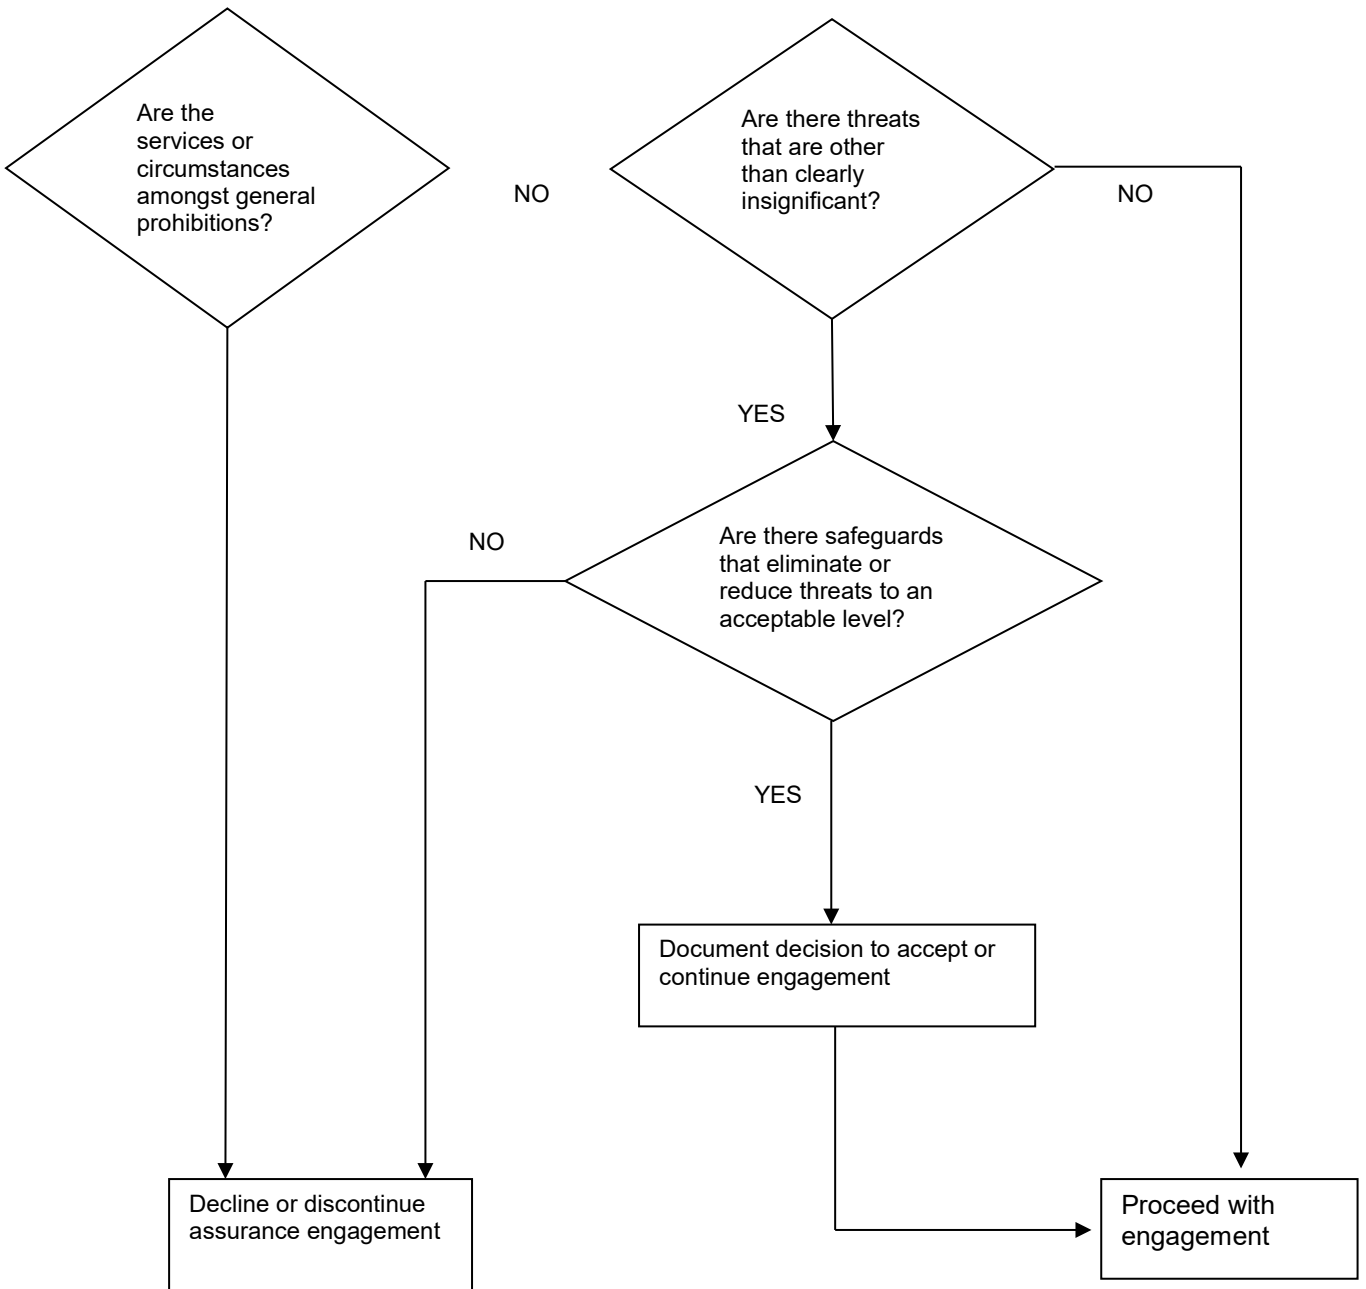 Are the
services or
circumstances
amongst general
prohibitions?
NO
Are there threats
that are other
than clearly
insignificant?
NO
YES
NO
Are there safeguards
that eliminate or
reduce threats to an
acceptable level?
YES
Document decision to accept or
continue engagement
Decline or discontinue
assurance engagement
Proceed with
engagement